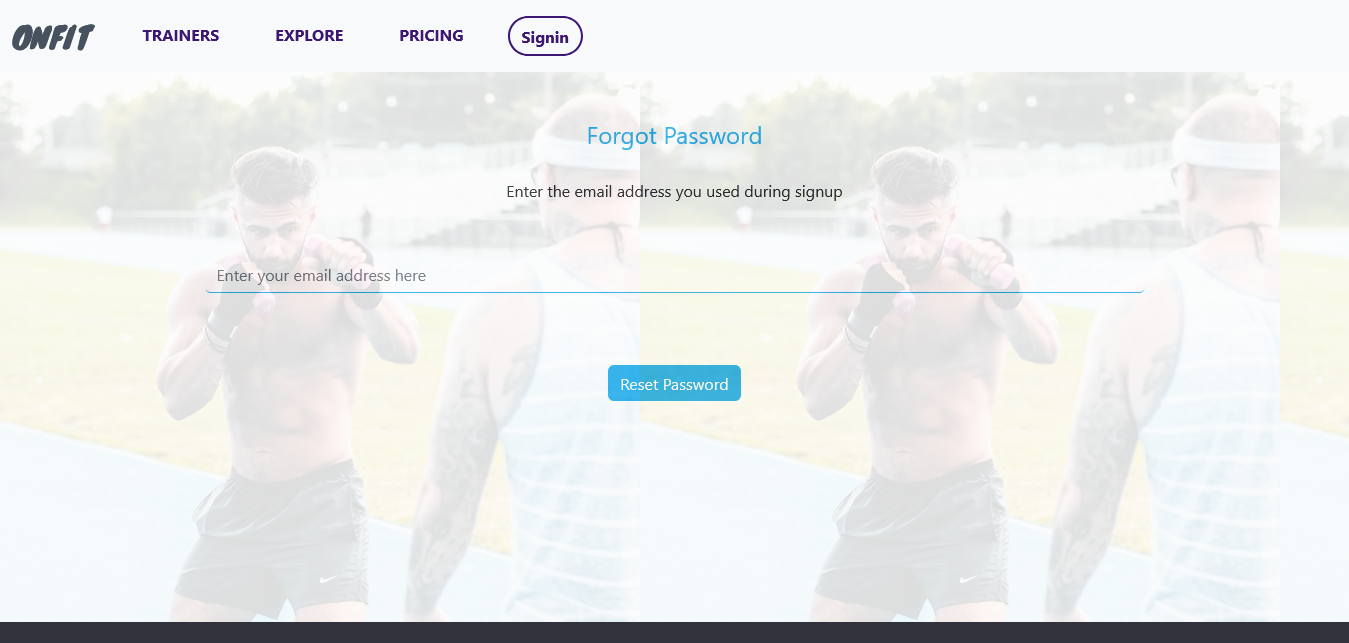 ONFIT
TRAINERS
EXPLORE
PRICING
Signin
Forgot Password
Enter the email address you used during signup
Enter your email address here
Reset Password